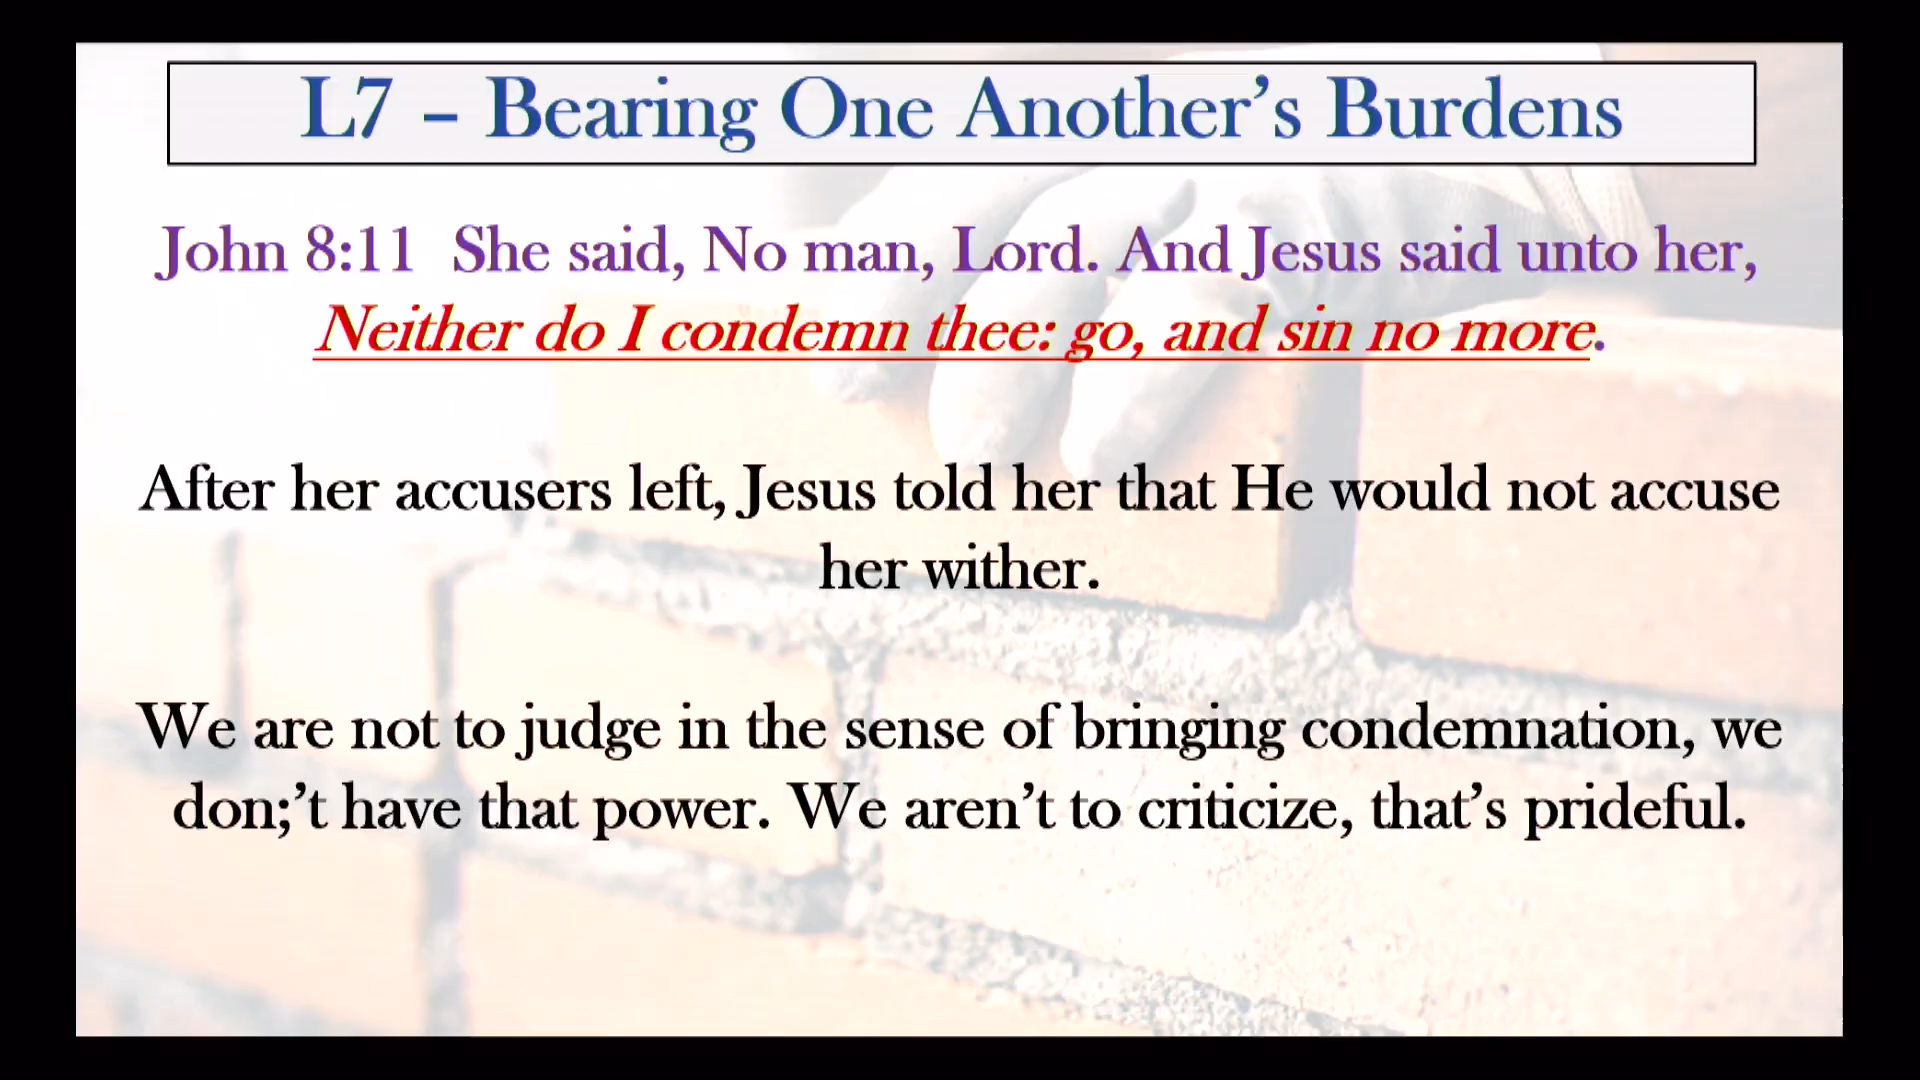 L7 – Bearing One Another’s Burdens
John 8:11  She said, No man, Lord. And Jesus said unto her,
Neither do I condemn thee: go, and sin no more.
After her accusers left, Jesus told her that He would not accuse
her wither.
We are not to judge in the sense of bringing condemnation, we
don;’t have that power. We aren’t to criticize, that’s prideful.